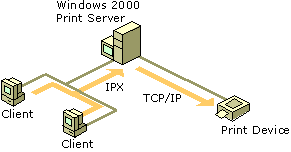 Windows 2000
Print Server
IPX
TCP/IP
Client
Client
Print Device